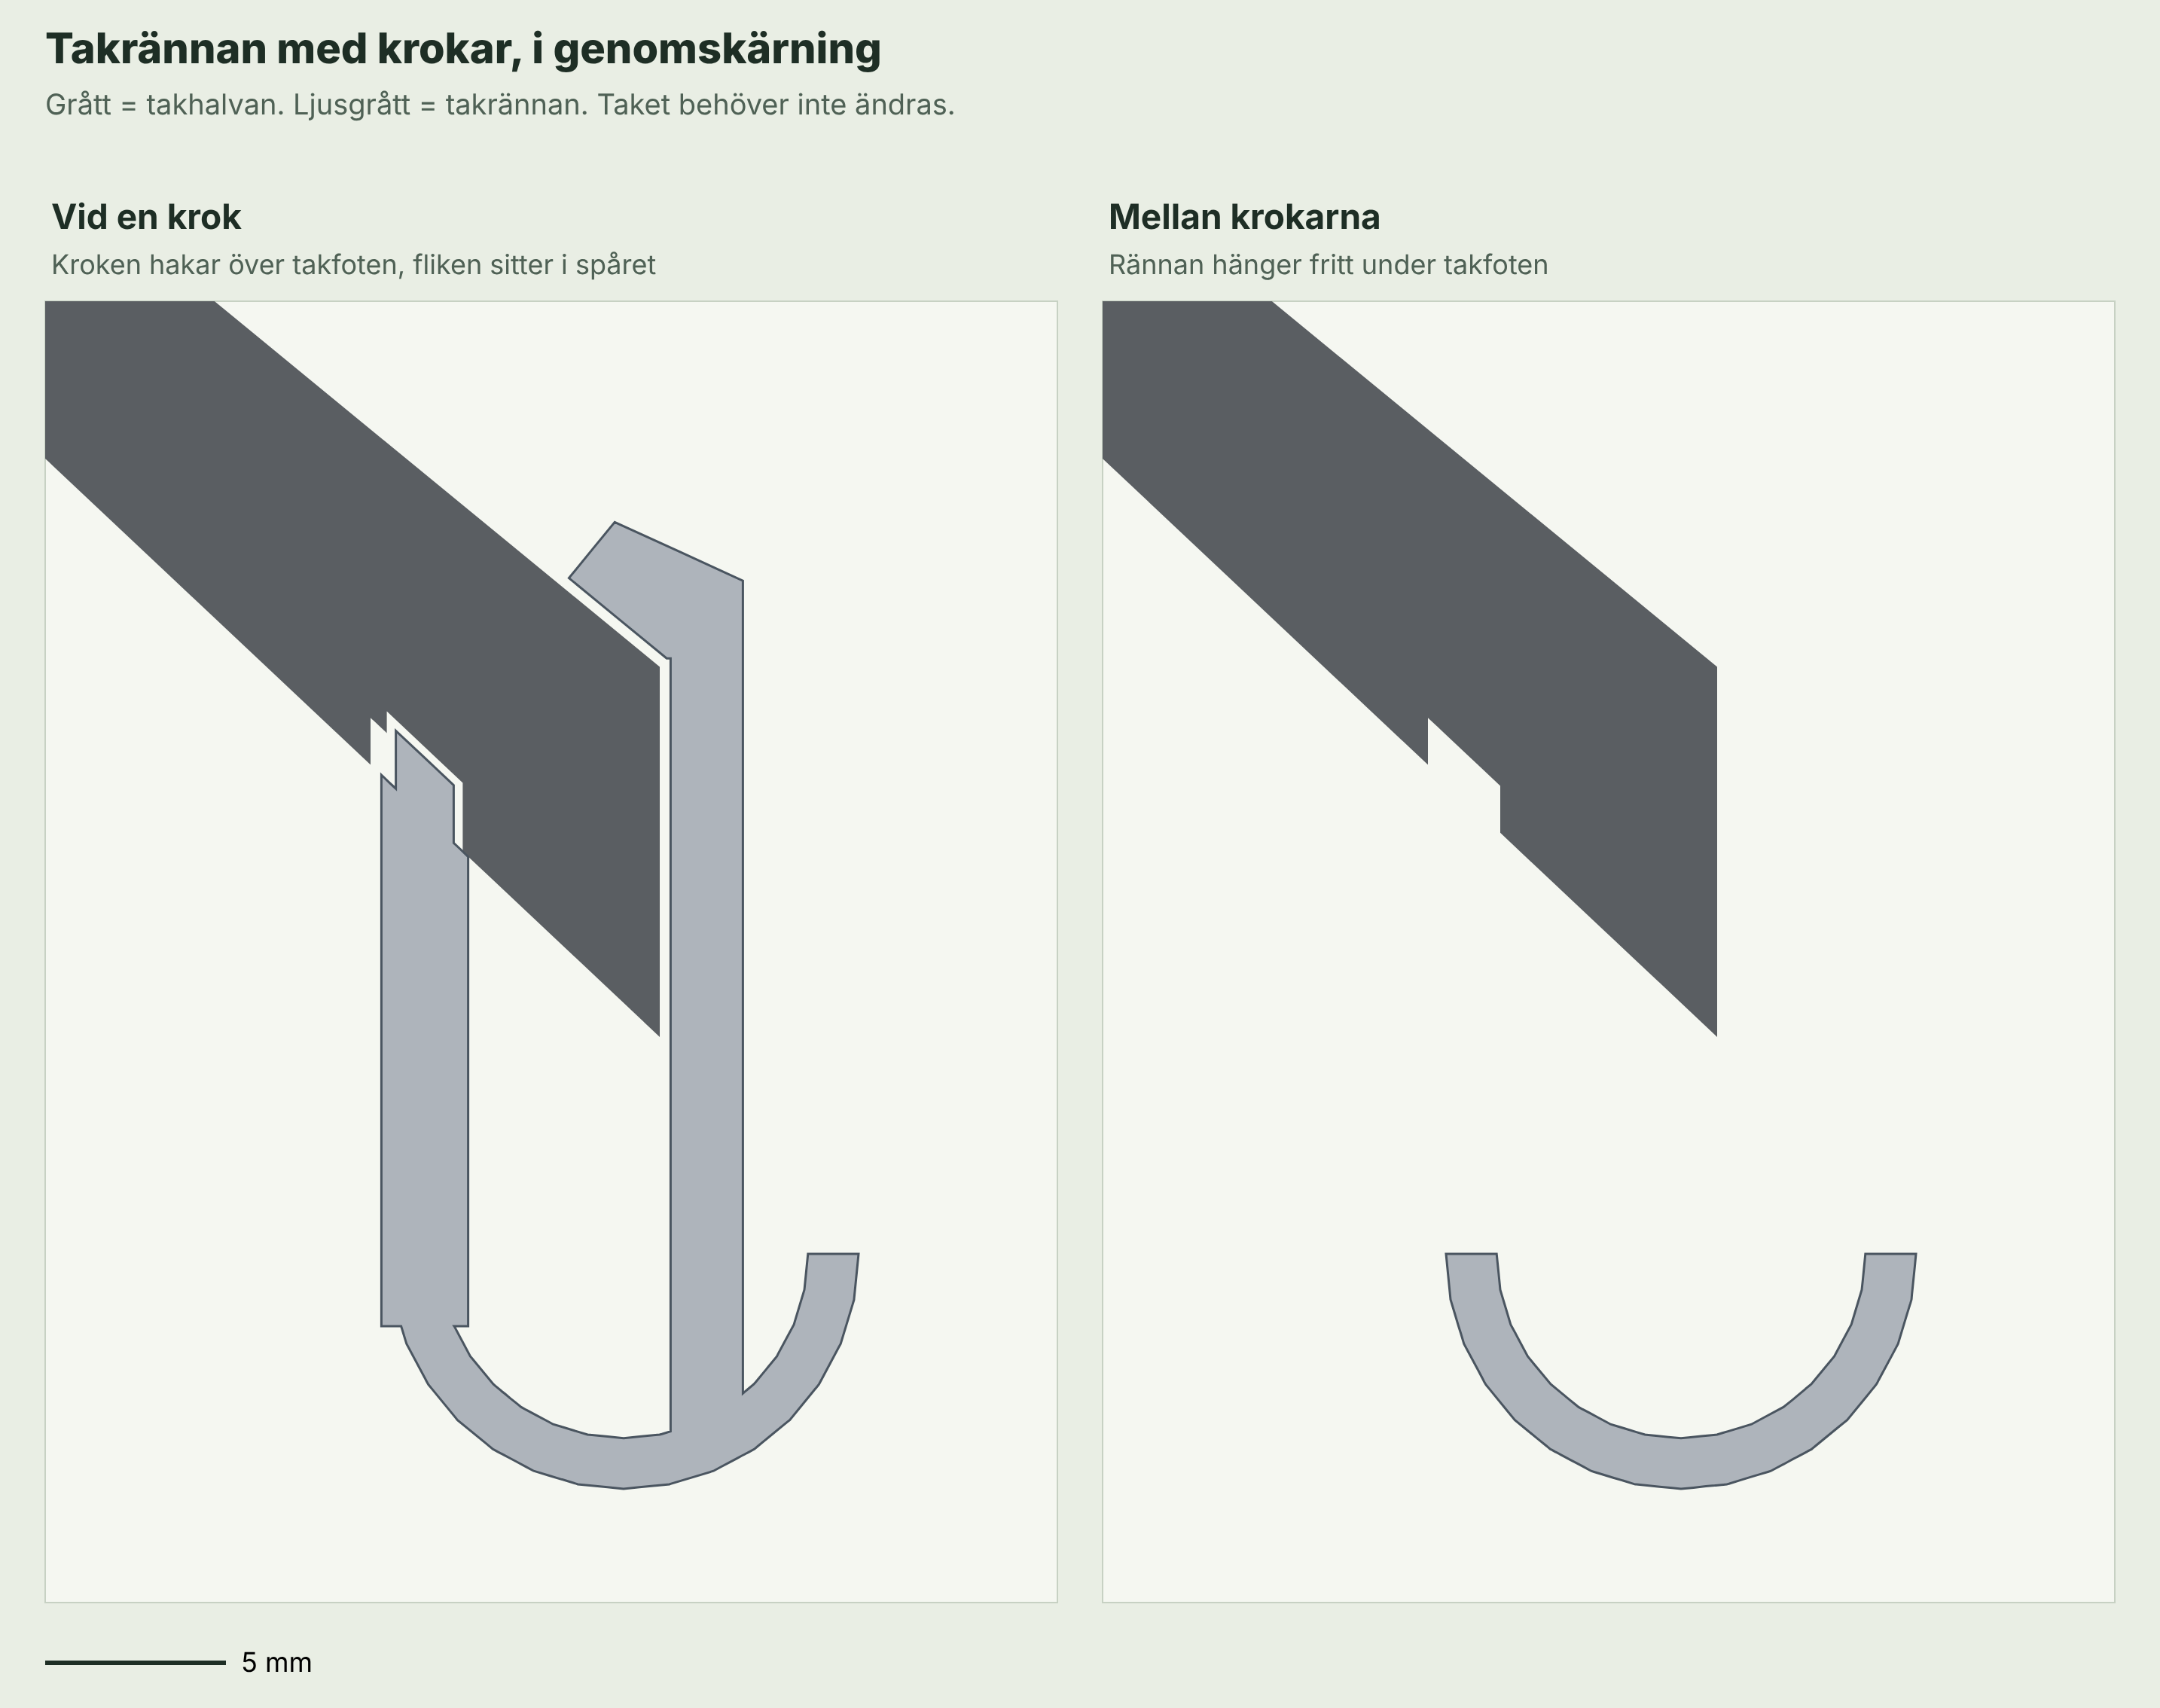 Takrännan med krokar, i genomskärning
Grått = takhalvan. Ljusgrått = takrännan. Taket behöver inte ändras.
Vid en krok
Kroken hakar över takfoten, fliken sitter i spåret
Mellan krokarna
Rännan hänger fritt under takfoten
5 mm